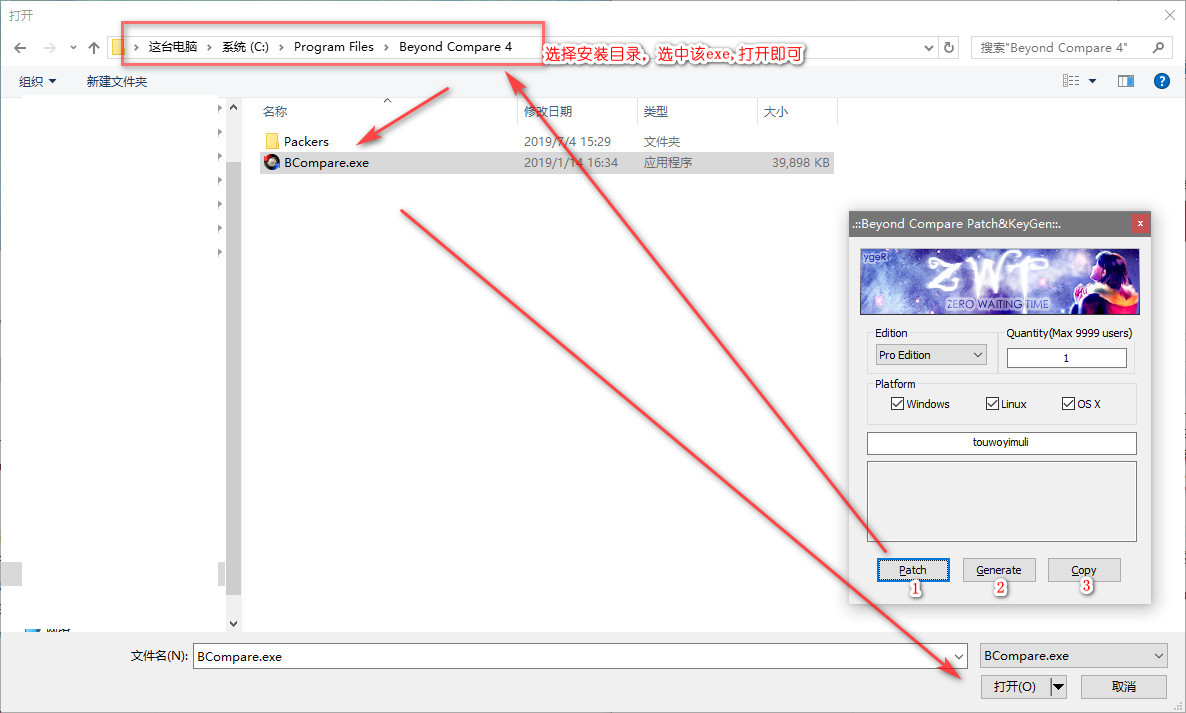 打开
这台电脑 › 系统 (C:) › Program Files › Beyond Compare 4
选择安装目录，选中该exe, 打开即可
搜索"Beyond Compare 4"
组织
新建文件夹
名称 修改日期 类型 大小
Packers 2019/7/4 15:29 文件夹
BCompare.exe 2019/1/14 16:34 应用程序 39,898 KB
.::Beyond Compare Patch&KeyGen::.
x
ygeR
ZWT
ZERO WAITING TIME
Edition
Quantity(Max 9999 users)
Pro Edition
1
Platform
Windows
Linux
OS X
touwoyimuli
Patch
Generate
Copy
1
2
3
网络
文件名(N):
BCompare.exe
BCompare.exe
打开(O)
取消